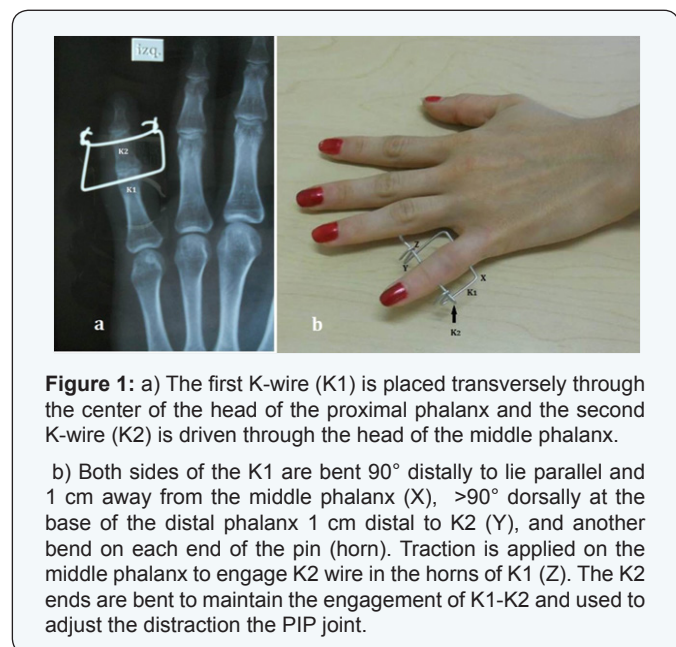 izq.
K2
K1
a
Z
Y
X
K1
K2
b
Figure 1: a) The first K-wire (K1) is placed transversely through
the center of the head of the proximal phalanx and the second
K-wire (K2) is driven through the head of the middle phalanx.
b) Both sides of the K1 are bent 90° distally to lie parallel and
1 cm away from the middle phalanx (X), >90° dorsally at the
base of the distal phalanx 1 cm distal to K2 (Y), and another
bend on each end of the pin (horn). Traction is applied on the
middle phalanx to engage K2 wire in the horns of K1 (Z). The K2
ends are bent to maintain the engagement of K1-K2 and used to
adjust the distraction the PIP joint.